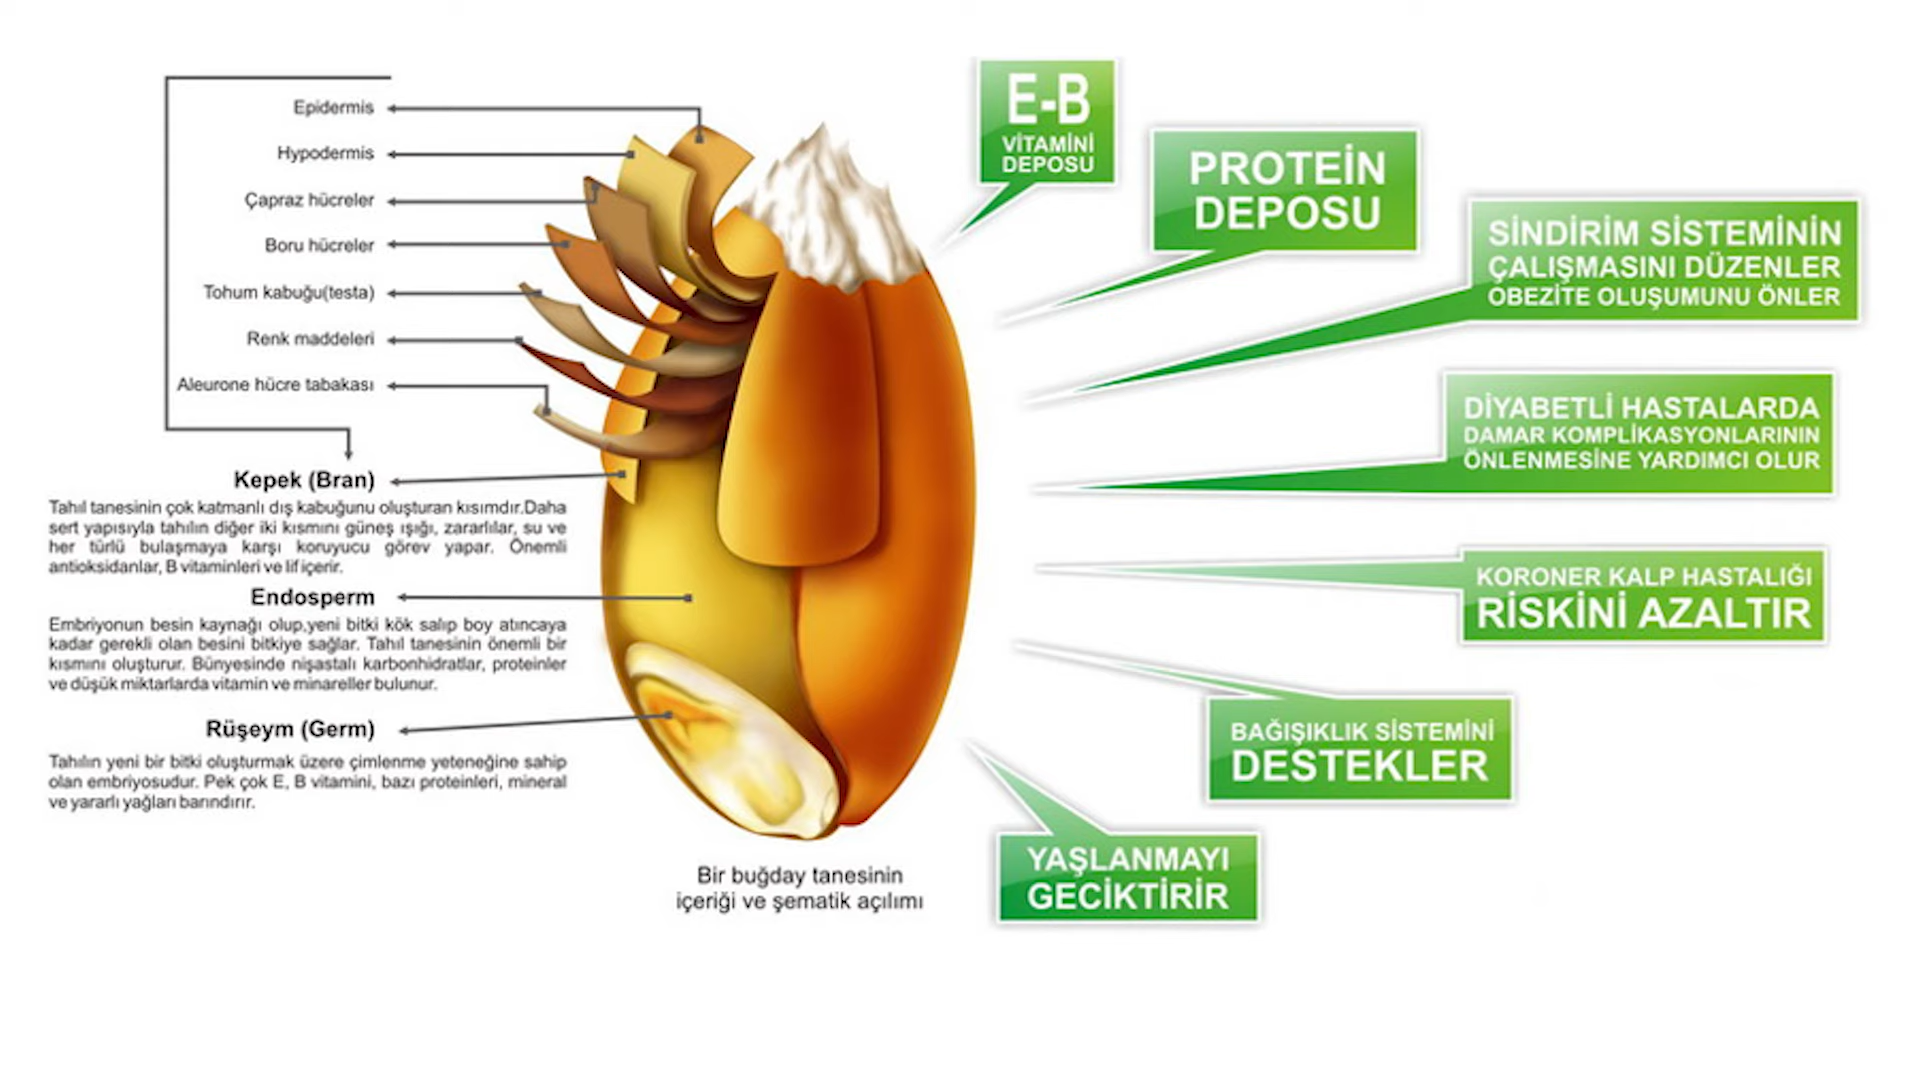 Epidermis
Hypodermis
Çapraz hücreler
Boru hücreler
Tohum kabuğu(testa)
Renk maddeleri
Aleurone hücre tabakası
Kepek (Bran)
Tahıl tanesinin çok katmanlı dış kabuğunu oluşturan kısımdır.Daha
sert yapısıyla tahılın diğer iki kısmını güneş ışığı, zararlılar, su ve
her türlü bulaşmaya karşı koruyucu görev yapar. Önemli
antioksidanlar, B vitaminleri ve lif içerir.
Endosperm
Embriyonun besin kaynağı olup,yeni bitki kök salıp boy atıncaya
kadar gerekli olan besini bitkiye sağlar. Tahıl tanesinin önemli bir
kısmını oluşturur. Bünyesinde nişastalı karbonhidratlar, proteinler
ve düşük miktarlarda vitamin ve minareller bulunur.
Rüşeym (Germ)
Tahılın yeni bir bitki oluşturmak üzere çimlenme yeteneğine sahip
olan embriyosudur. Pek çok E, B vitamini, bazı proteinleri, mineral
ve yararlı yağları barındırır.
Bir buğday tanesinin
içeriği ve şematik açılımı
E-B
VİTAMİNİ
DEPOSU
PROTEİN
DEPOSU
SİNDİRİM SİSTEMİNİN
ÇALIŞMASINI DÜZENLER
OBEZİTE OLUŞUMUNU ÖNLER
DİYABETLİ HASTALARDA
DAMAR KOMPLİKASYONLARININ
ÖNLENMESİNE YARDIMCI OLUR
KORONER KALP HASTALIĞI
RİSKİNİ AZALTIR
BAĞIŞIKLIK SİSTEMİNİ
DESTEKLER
YAŞLANMAYI
GECİKTİRİR